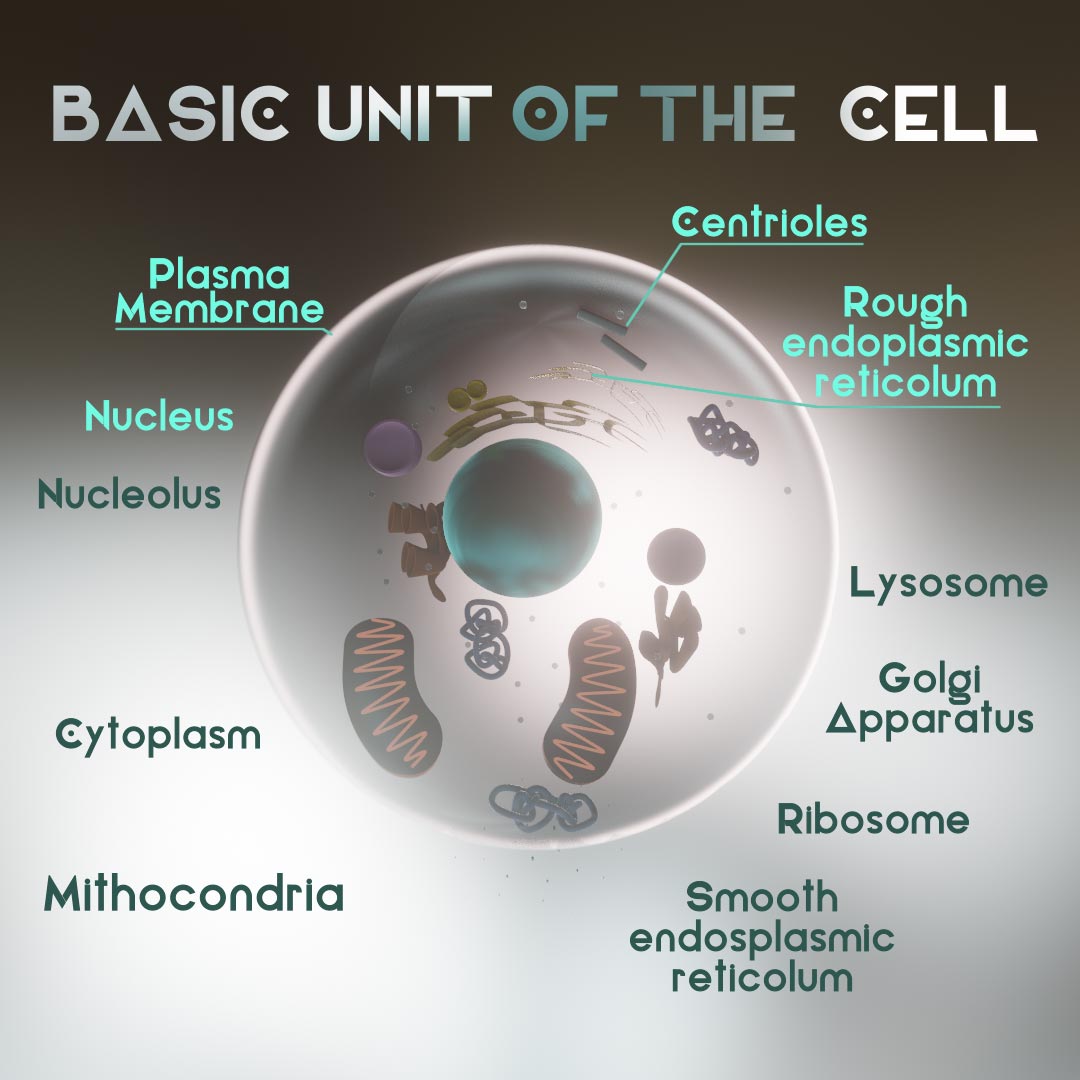 BASIC UNIT OF THE CELL
Centrioles
Plasma
Membrane
Rough
endoplasmic
reticolum
Nucleus
Nucleolus
Lysosome
Golgi
Apparatus
Cytoplasm
Ribosome
Mithocondria
Smooth
endosplasmic
reticolum